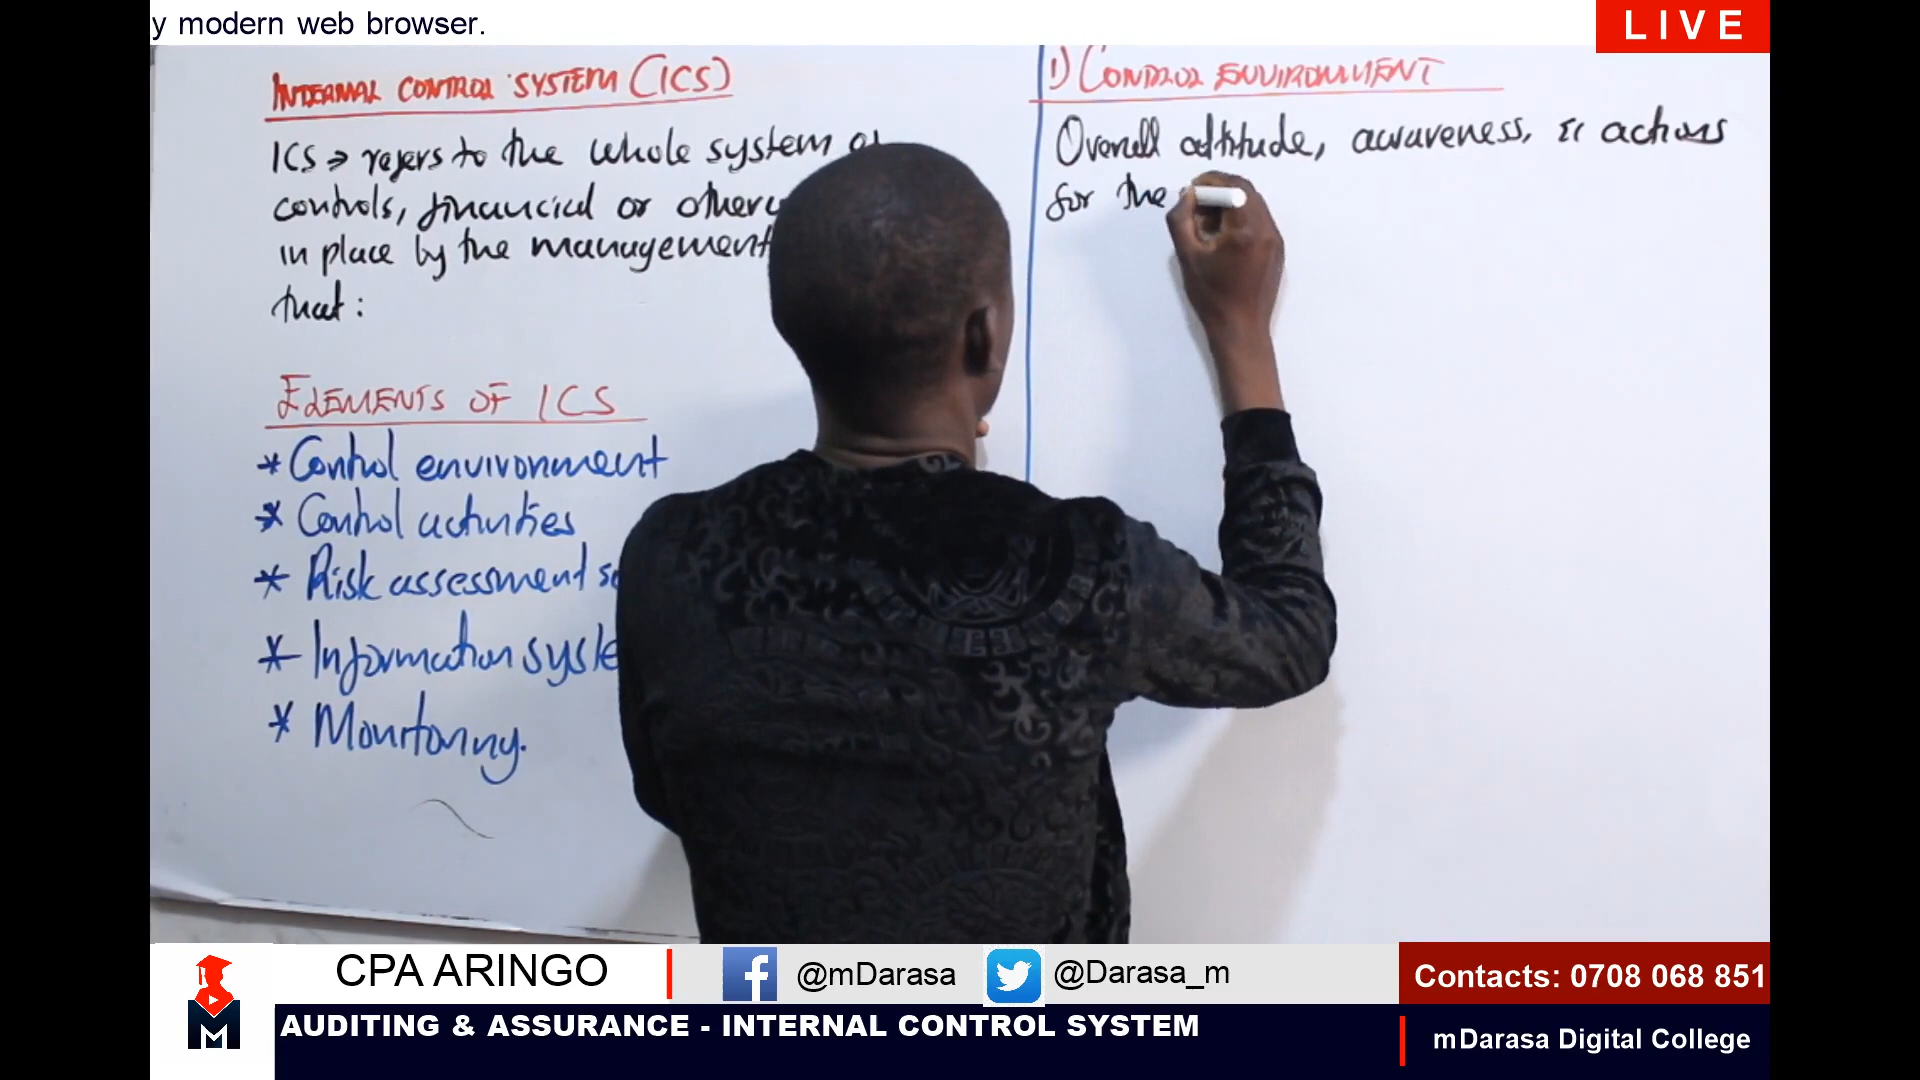 y modern web browser.
LIVE
INTERNAL CONTROL SYSTEM (ICS)
ICS → refers to the whole system of
controls, financial or other
in place by the management
that:
ELEMENTS OF ICS
* Control environment
* Control activities
* Risk assessment
* Information syste
* Monitoring.
1) CONTROL ENVIRONMENT
Overall attitude, awareness, & actions
for the
CPA ARINGO
@mDarasa
@Darasa_m
Contacts: 0708 068 851
M
AUDITING & ASSURANCE - INTERNAL CONTROL SYSTEM
mDarasa Digital College